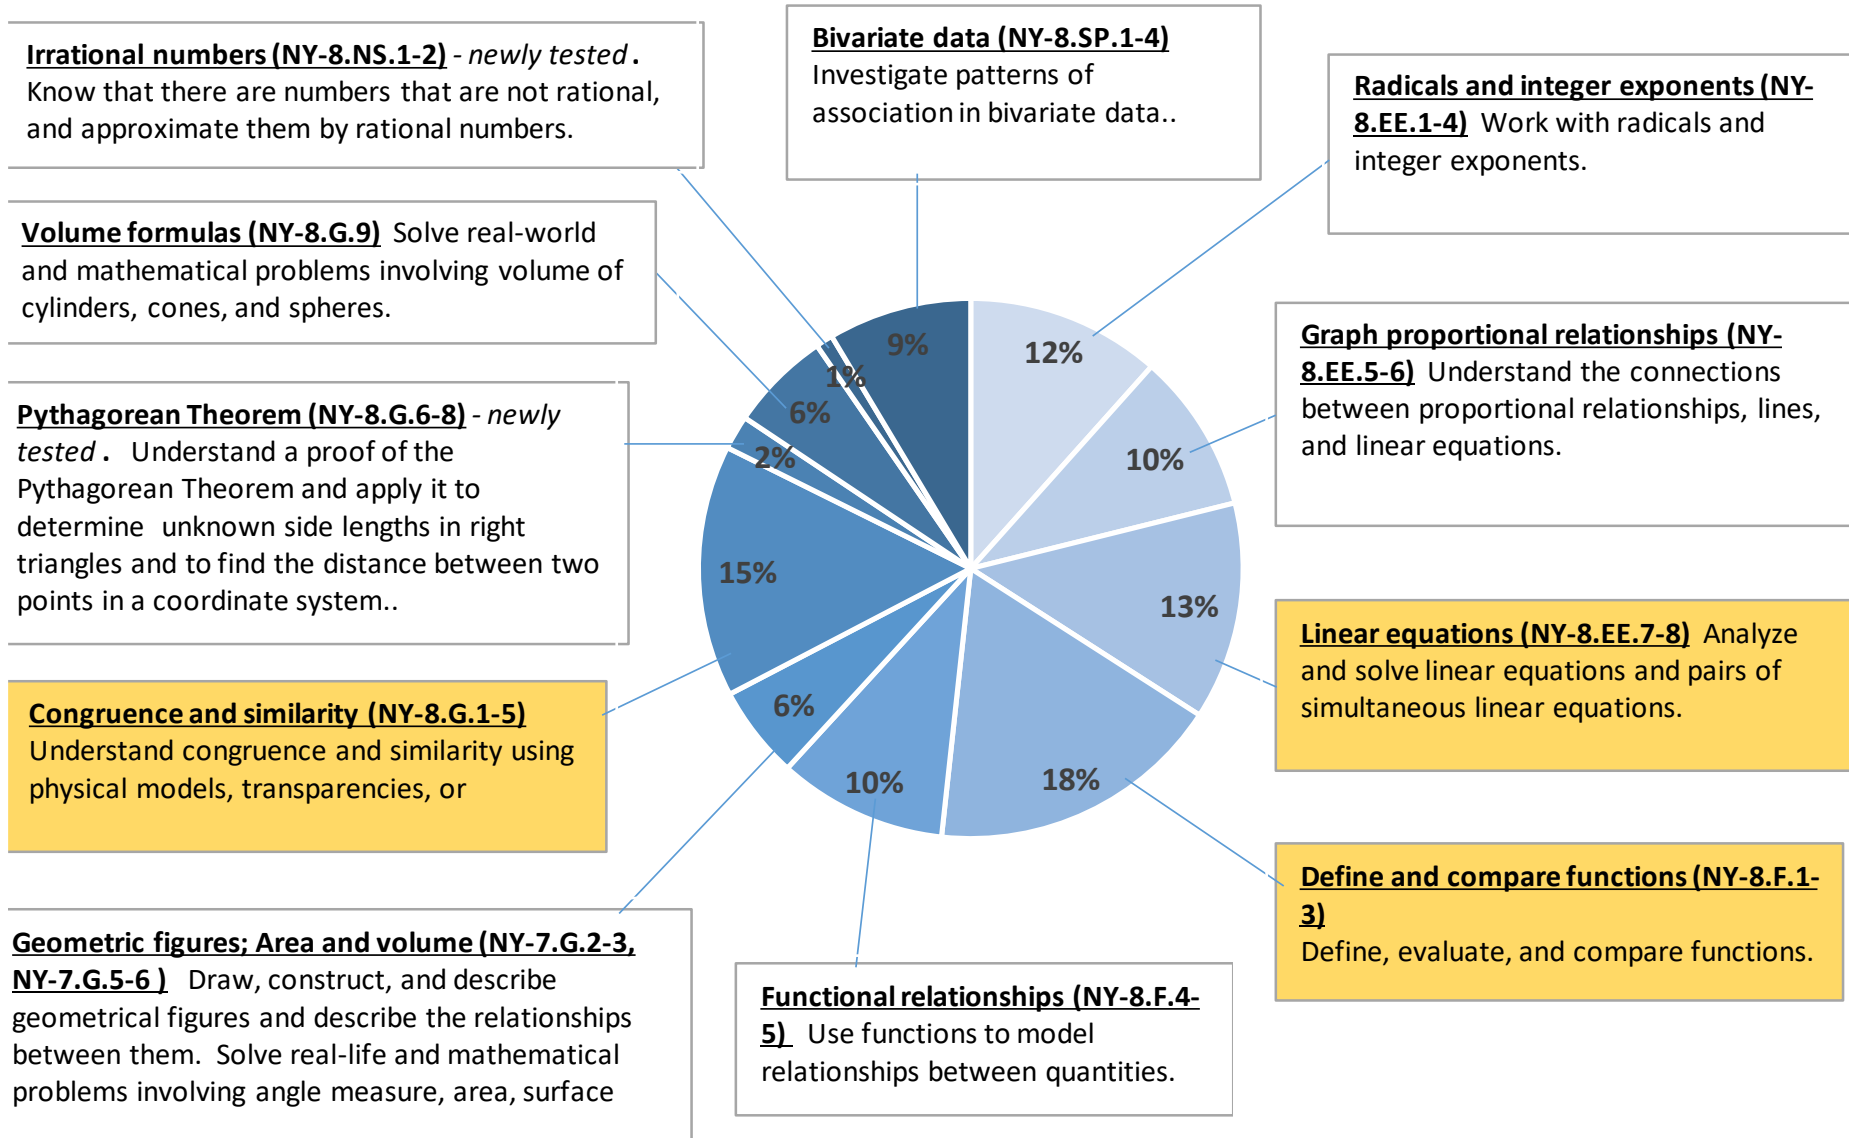 Irrational numbers (NY-8.NS.1-2) - newly tested .
Know that there are numbers that are not rational,
and approximate them by rational numbers.
Bivariate data (NY-8.SP.1-4)
Investigate patterns of
association in bivariate data..
Radicals and integer exponents (NY-
8.EE.1-4) Work with radicals and
integer exponents.
Volume formulas (NY-8.G.9) Solve real-world
and mathematical problems involving volume of
cylinders, cones, and spheres.
Graph proportional relationships (NY-
8.EE.5-6) Understand the connections
between proportional relationships, lines,
and linear equations.
Pythagorean Theorem (NY-8.G.6-8) - newly
tested . Understand a proof of the
Pythagorean Theorem and apply it to
determine unknown side lengths in right
triangles and to find the distance between two
points in a coordinate system..
9%
12%
1%
6%
10%
2%
15%
13%
6%
10%
18%
Linear equations (NY-8.EE.7-8) Analyze
and solve linear equations and pairs of
simultaneous linear equations.
Congruence and similarity (NY-8.G.1-5)
Understand congruence and similarity using
physical models, transparencies, or
Define and compare functions (NY-8.F.1-
3)
Define, evaluate, and compare functions.
Geometric figures; Area and volume (NY-7.G.2-3,
NY-7.G.5-6 ) Draw, construct, and describe
geometrical figures and describe the relationships
between them. Solve real-life and mathematical
problems involving angle measure, area, surface
Functional relationships (NY-8.F.4-
5) Use functions to model
relationships between quantities.